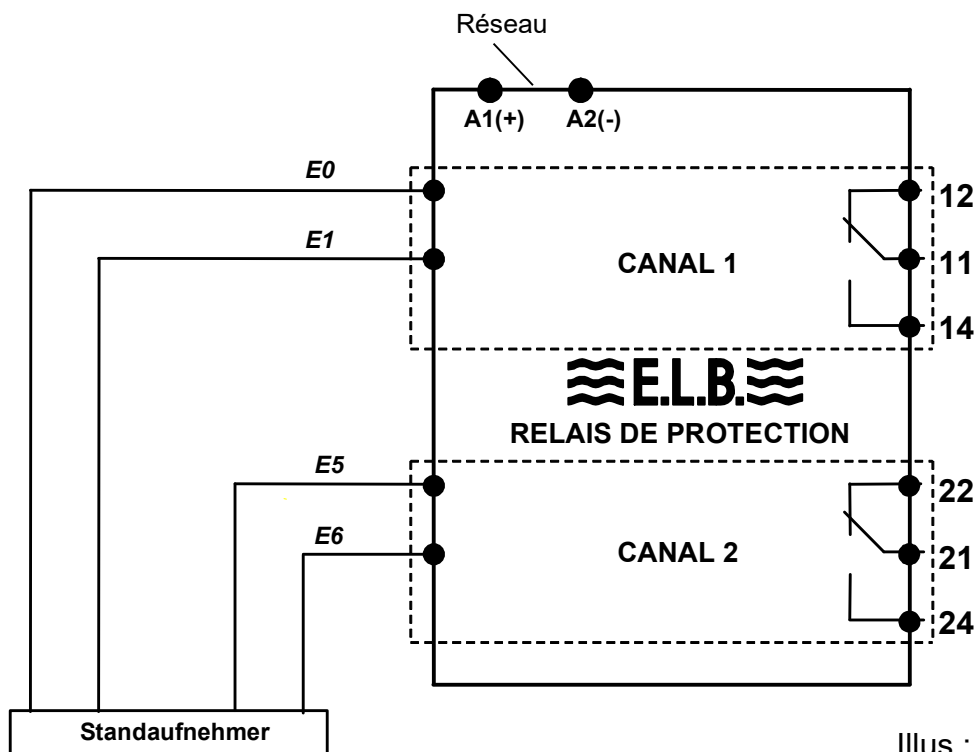 Réseau
A1(+) A2(-)
E0
E1
CANAL 1
12
11
14
E.L.B.
RELAIS DE PROTECTION
E5
E6
CANAL 2
22
21
24
Standaufnehmer
Illus :